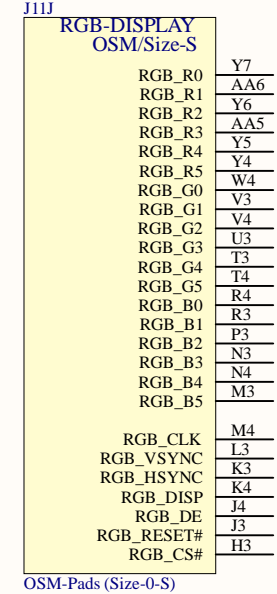 J11J
RGB-DISPLAY
OSM/Size-S
RGB_R0 Y7
RGB_R1 AA6
RGB_R2 Y6
RGB_R3 AA5
RGB_R4 Y5
RGB_R5 Y4
RGB_G0 W4
RGB_G1 V3
RGB_G2 V4
RGB_G3 U3
RGB_G4 T3
RGB_G5 T4
RGB_B0 R4
RGB_B1 R3
RGB_B2 P3
RGB_B3 N3
RGB_B4 N4
RGB_B5 M3
RGB_CLK M4
RGB_VSYNC L3
RGB_HSYNC K3
RGB_DISP K4
RGB_DE J4
RGB_RESET# J3
RGB_CS# H3
OSM-Pads (Size-0-S)